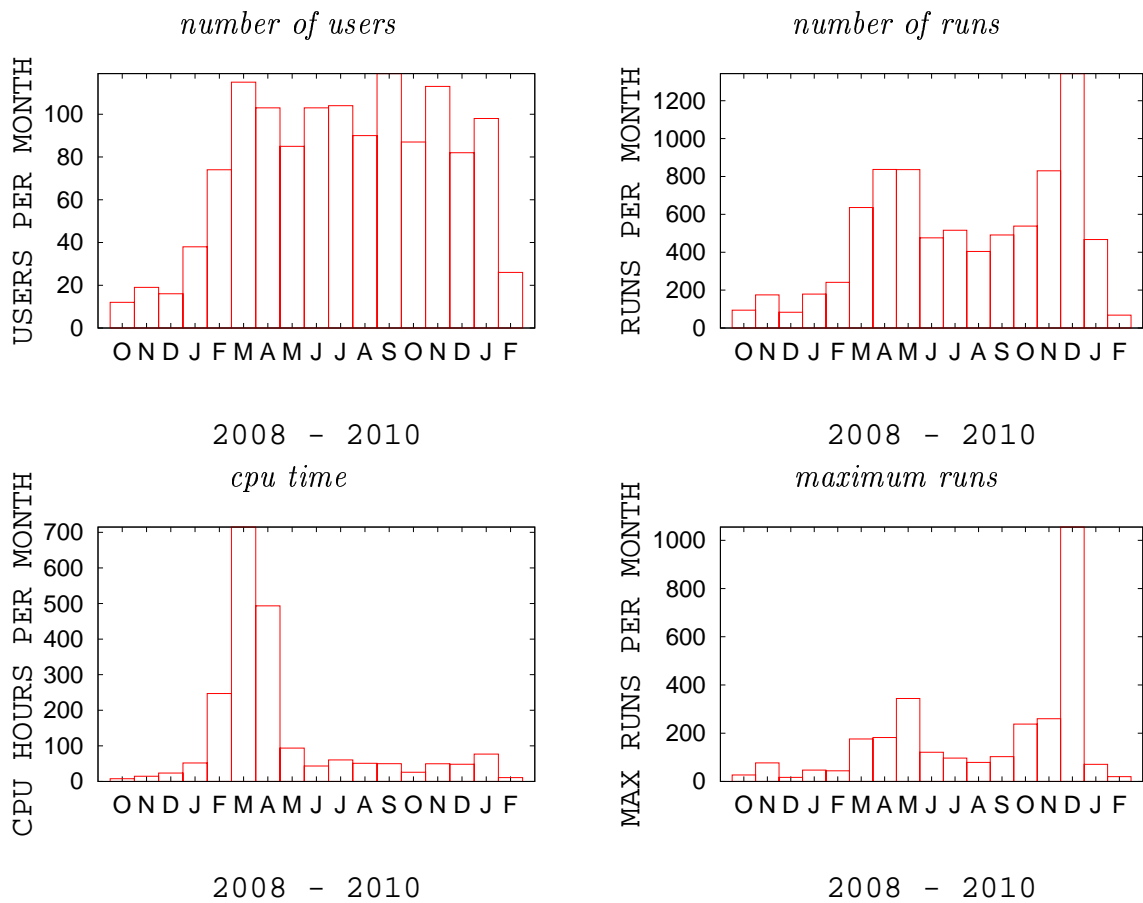 number of users
USERS PER MONTH
100
80
60
40
20
0
O N D J F M A M J J A S O N D J F
2008 - 2010
number of runs
RUNS PER MONTH
1200
1000
800
600
400
200
0
O N D J F M A M J J A S O N D J F
2008 - 2010
cpu time
CPU HOURS PER MONTH
700
600
500
400
300
200
100
0
O N D J F M A M J J A S O N D J F
2008 - 2010
maximum runs
MAX RUNS PER MONTH
1000
800
600
400
200
0
O N D J F M A M J J A S O N D J F
2008 - 2010